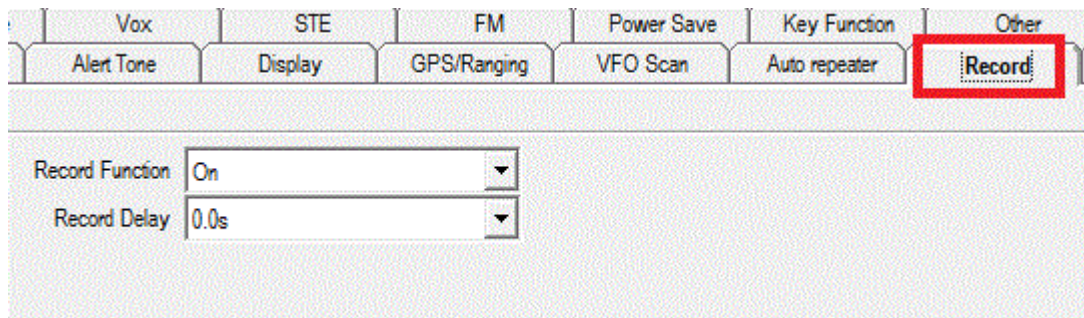 Vox STE FM Power Save Key Function Other
Alert Tone Display GPS/Ranging VFO Scan Auto repeater Record
Record Function On
Record Delay 0.0s